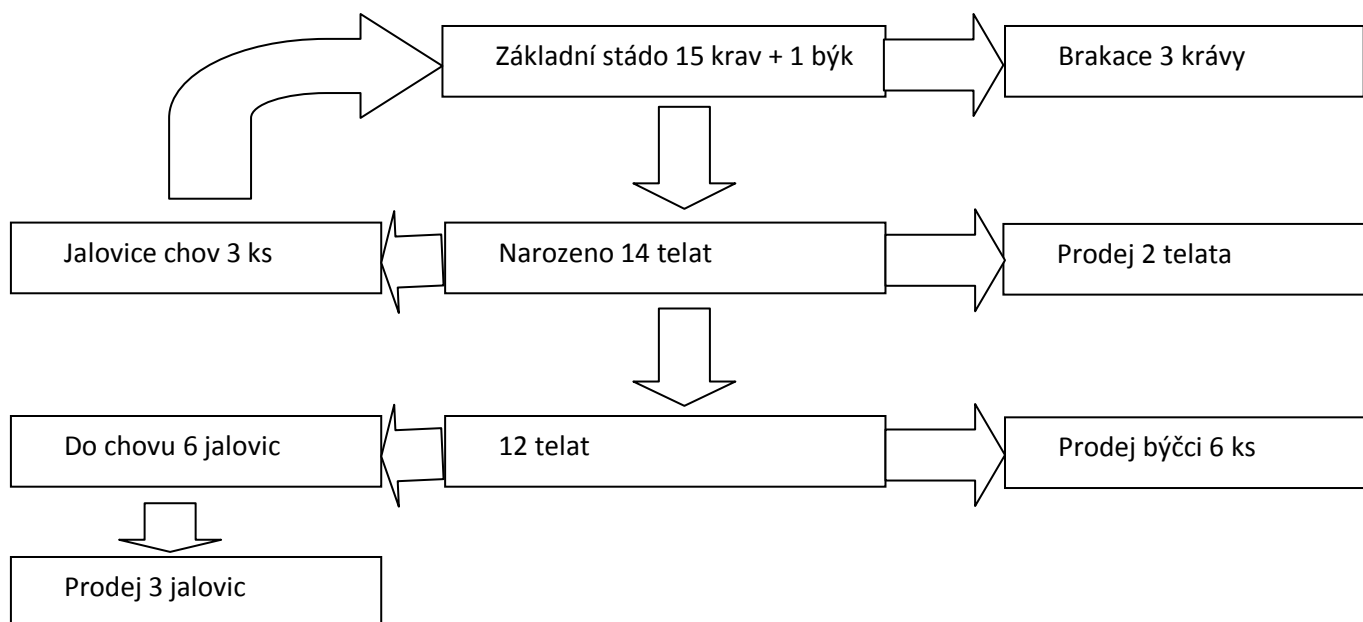 Základní stádo 15 krav + 1 býk
Brakace 3 krávy
Jalovice chov 3 ks
Narozeno 14 telat
Prodej 2 telata
Do chovu 6 jalovic
12 telat
Prodej býčci 6 ks
Prodej 3 jalovic